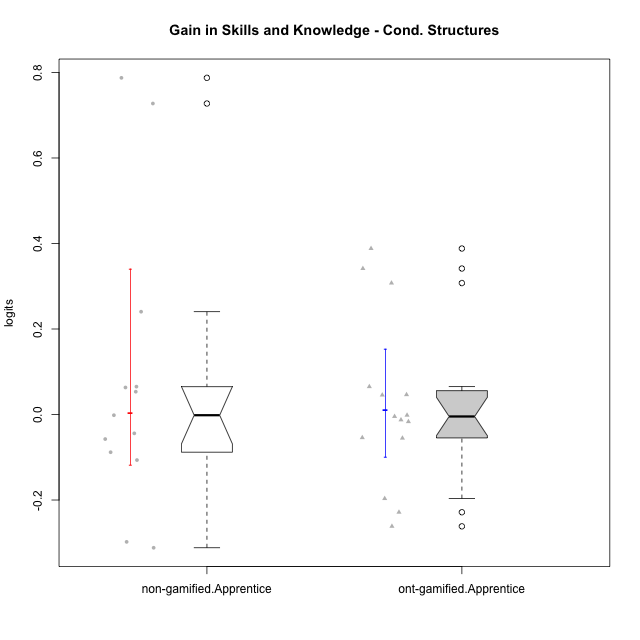 Gain in Skills and Knowledge - Cond. Structures
logits
0.8
0.6
0.4
0.2
0.0
-0.2
non-gamified.Apprentice
ont-gamified.Apprentice